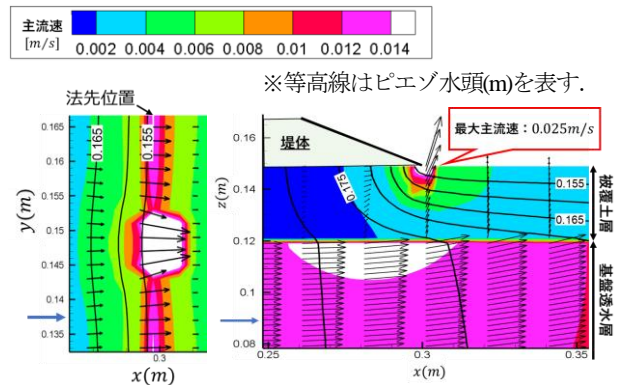 主流速
[m/s]
0.002 0.004 0.006 0.008 0.01 0.012 0.014
※等高線はピエゾ水頭(m)を表す.
法先位置
0.165
0.16
0.155
0.15
0.145
0.14
0.135
y(m)
0.165
0.155
0.3
x(m)
最大主流速：0.025m/s
堤体
0.16
0.14
0.12
0.1
0.08
z(m)
0.175
0.155
0.165
被覆土層
基盤透水層
0.25 0.3 0.35
x(m)